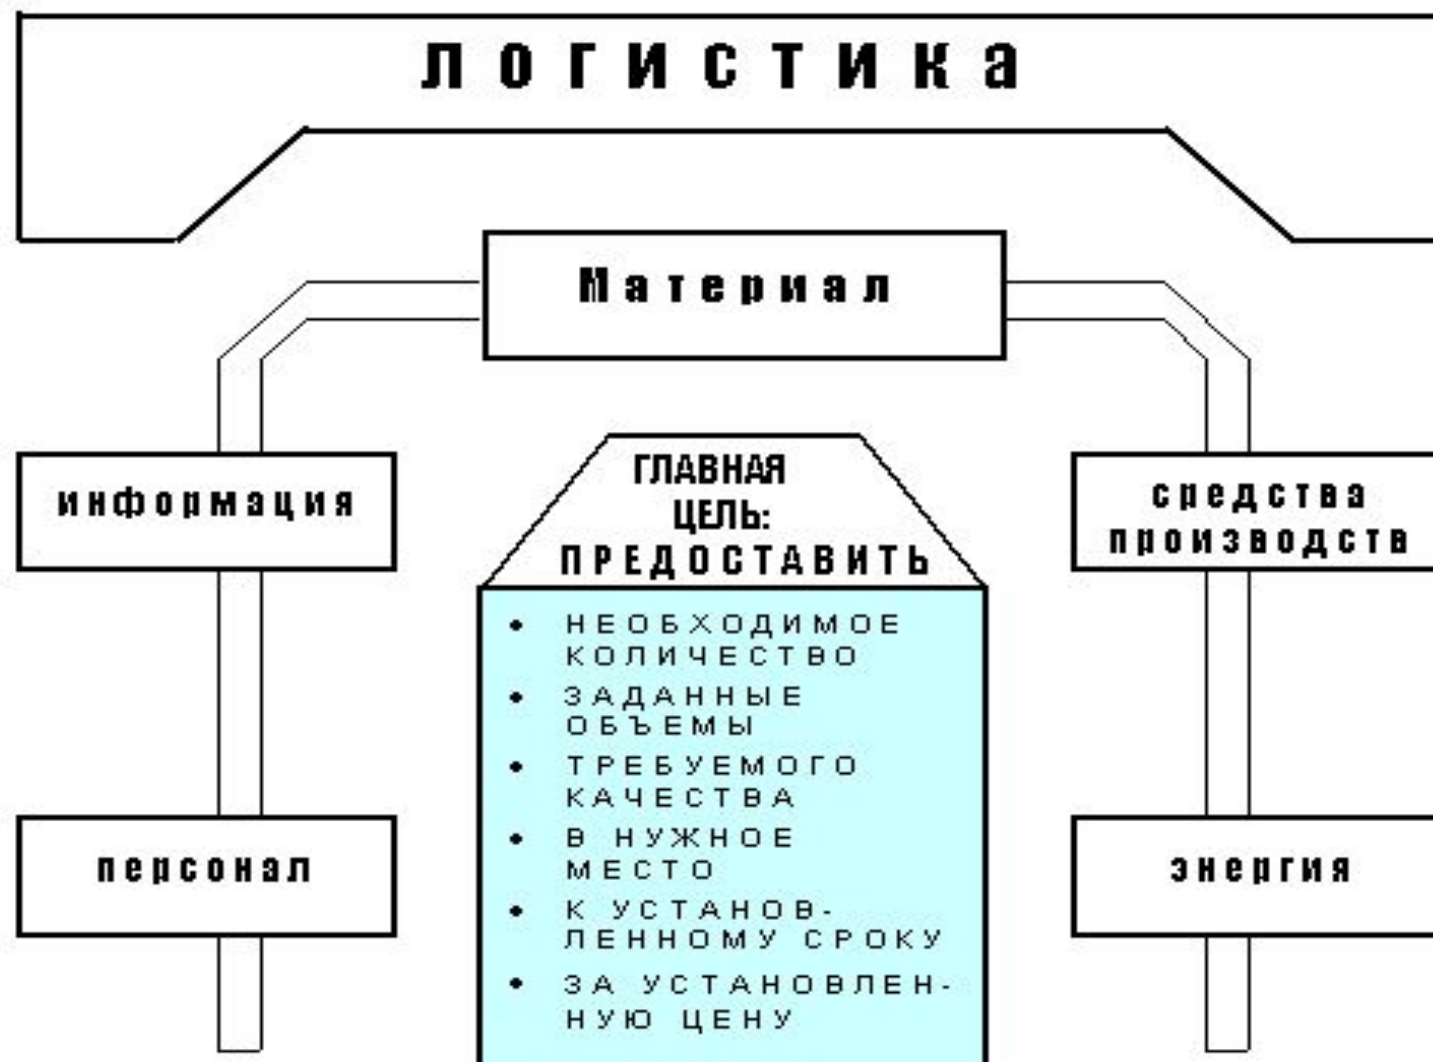 логистика
Материал
информация
средства
производств
персонал
энергия
ГЛАВНАЯ
ЦЕЛЬ:
ПРЕДОСТАВИТЬ
• НЕОБХОДИМОЕ
КОЛИЧЕСТВО
• ЗАДАННЫЕ
ОБЪЕМЫ
• ТРЕБУЕМОГО
КАЧЕСТВА
• В НУЖНОЕ
МЕСТО
• К УСТАНОВ-
ЛЕННОМУ СРОКУ
• ЗА УСТАНОВЛЕН-
НУЮ ЦЕНУ